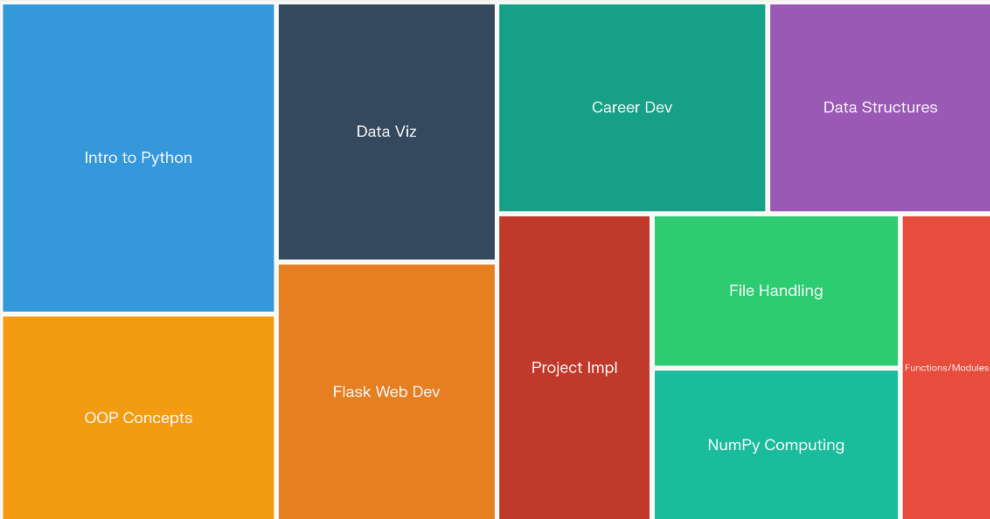 Intro to Python
Data Viz
Career Dev
Data Structures
OOP Concepts
Flask Web Dev
Project Impl
File Handling
Functions/Modules
NumPy Computing